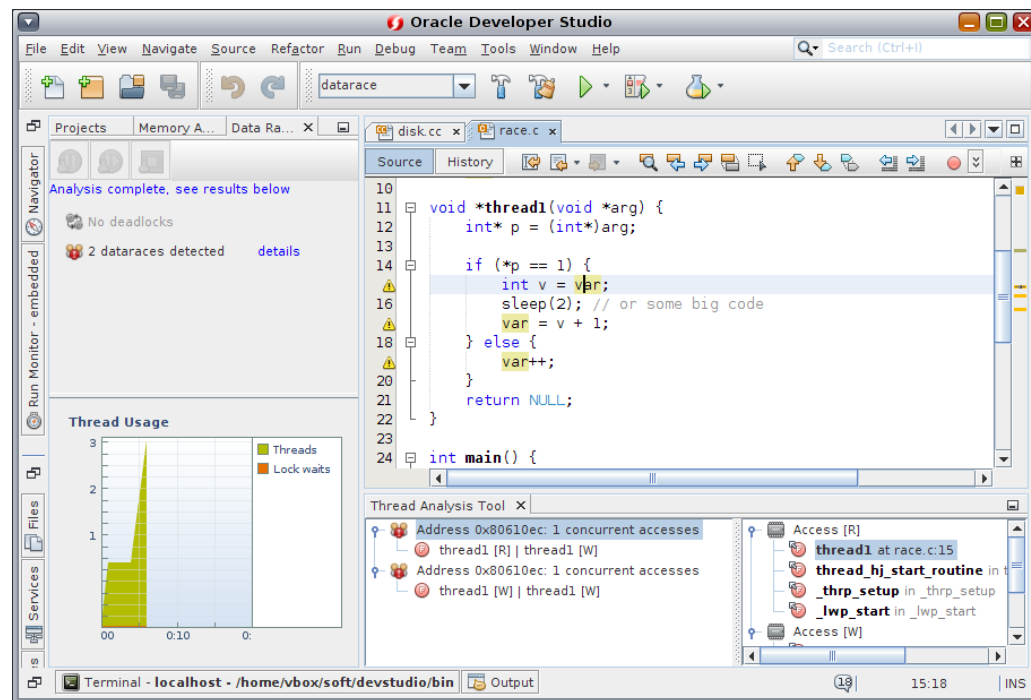 Oracle Developer Studio
File Edit View Navigate Source Refactor Run Debug Team Tools Window Help
Search (Ctrl+I)
datarace
Projects Memory A... Data Ra...
Analysis complete, see results below
No deadlocks
2 dataraces detected details
Navigator
Run Monitor - embedded
Files
Services
Thread Usage
3
2
1
00 0:10 0:
Threads
Lock waits
disk.cc race.c
Source History
10
11 void *thread1(void *arg) {
12 int* p = (int*)arg;
13
14 if (*p == 1) {
int v = var;
16 sleep(2); // or some big code
var = v + 1;
18 } else {
var++;
20 }
21 return NULL;
22 }
23
24 int main() {
Thread Analysis Tool
Address 0x80610ec: 1 concurrent accesses
thread1 [R] | thread1 [W]
Address 0x80610ec: 1 concurrent accesses
thread1 [W] | thread1 [W]
Access [R]
thread1 at race.c:15
thread_hj_start_routine in t
_thrp_setup in _thrp_setup
_lwp_start in _lwp_start
Access [W]
Terminal - localhost - /home/vbox/soft/devstudio/bin Output
18 15:18 INS